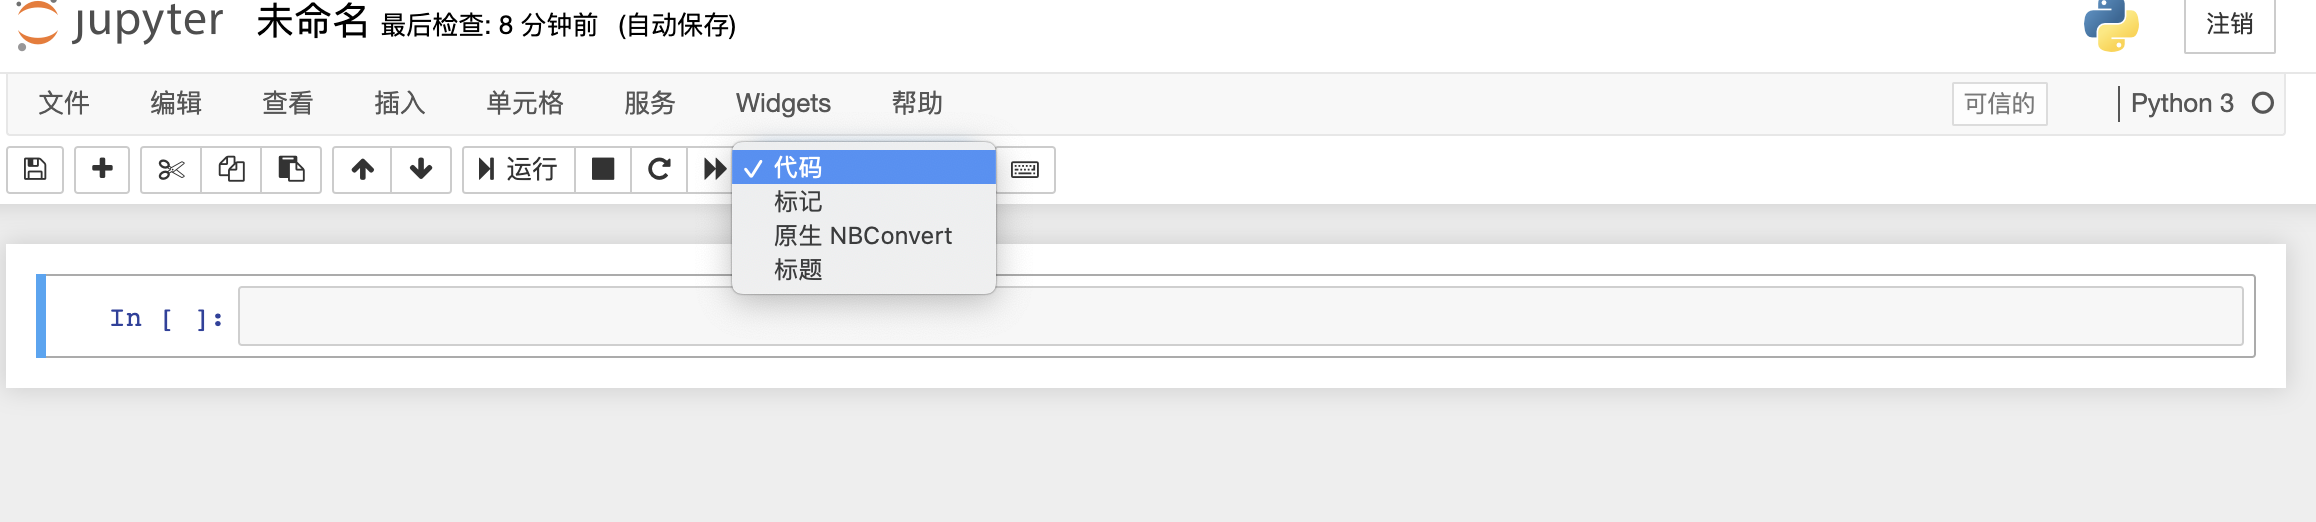 jupyter 未命名 最后检查: 8 分钟前 (自动保存) 注销
文件 编辑 查看 插入 单元格 服务 Widgets 帮助 可信的 Python 3
运行
代码
标记
原生 NBConvert
标题
In [ ]: